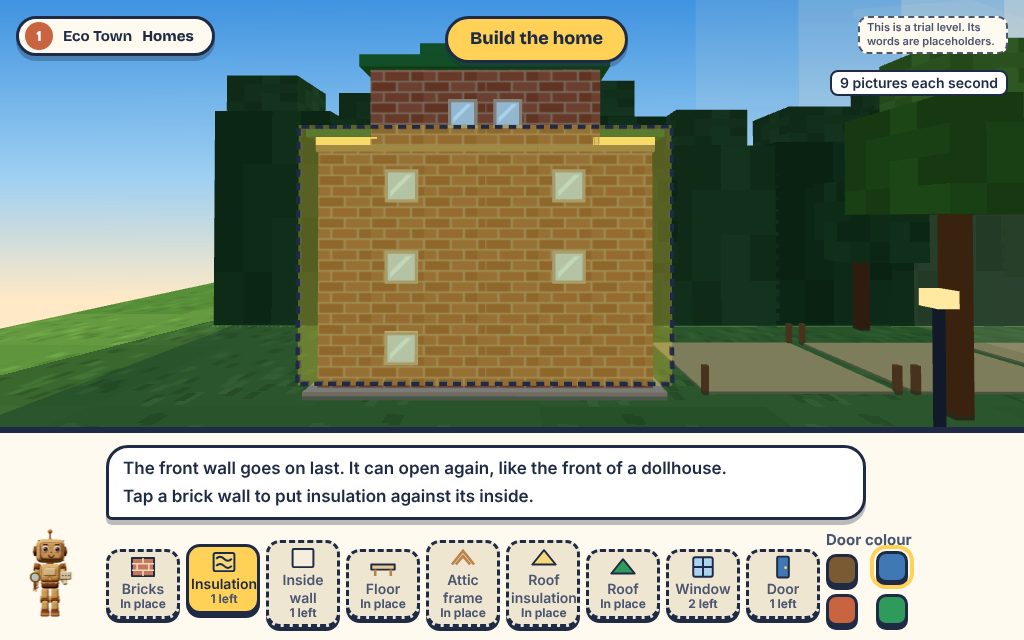 1 Eco Town Homes
Build the home
This is a trial level. Its
words are placeholders.
9 pictures each second
The front wall goes on last. It can open again, like the front of a dollhouse.
Tap a brick wall to put insulation against its inside.
Door colour
Bricks
In place
Insulation
1 left
Inside
wall
1 left
Floor
In place
Attic
frame
In place
Roof
insulation
In place
Roof
In place
Window
2 left
Door
1 left